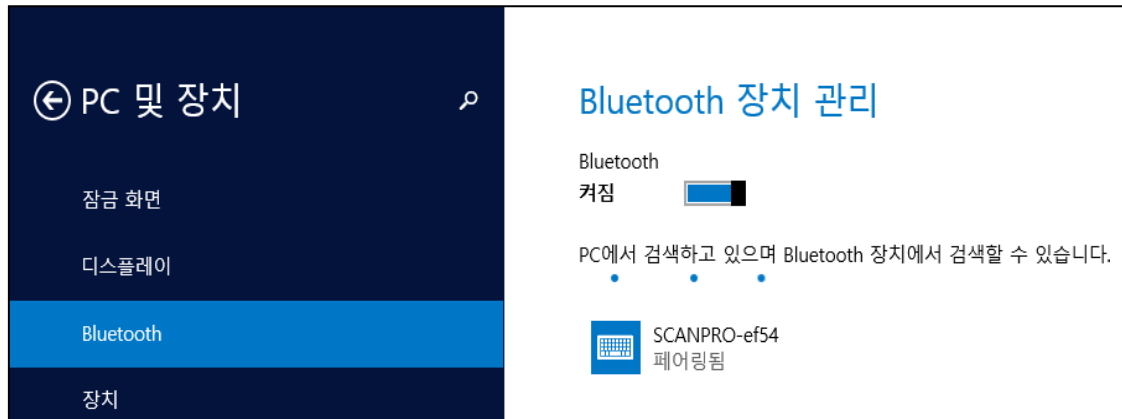 PC 및 장치
잠금 화면
디스플레이
Bluetooth
장치
Bluetooth 장치 관리
Bluetooth
켜짐
PC에서 검색하고 있으며 Bluetooth 장치에서 검색할 수 있습니다.
SCANPRO-ef54
페어링됨